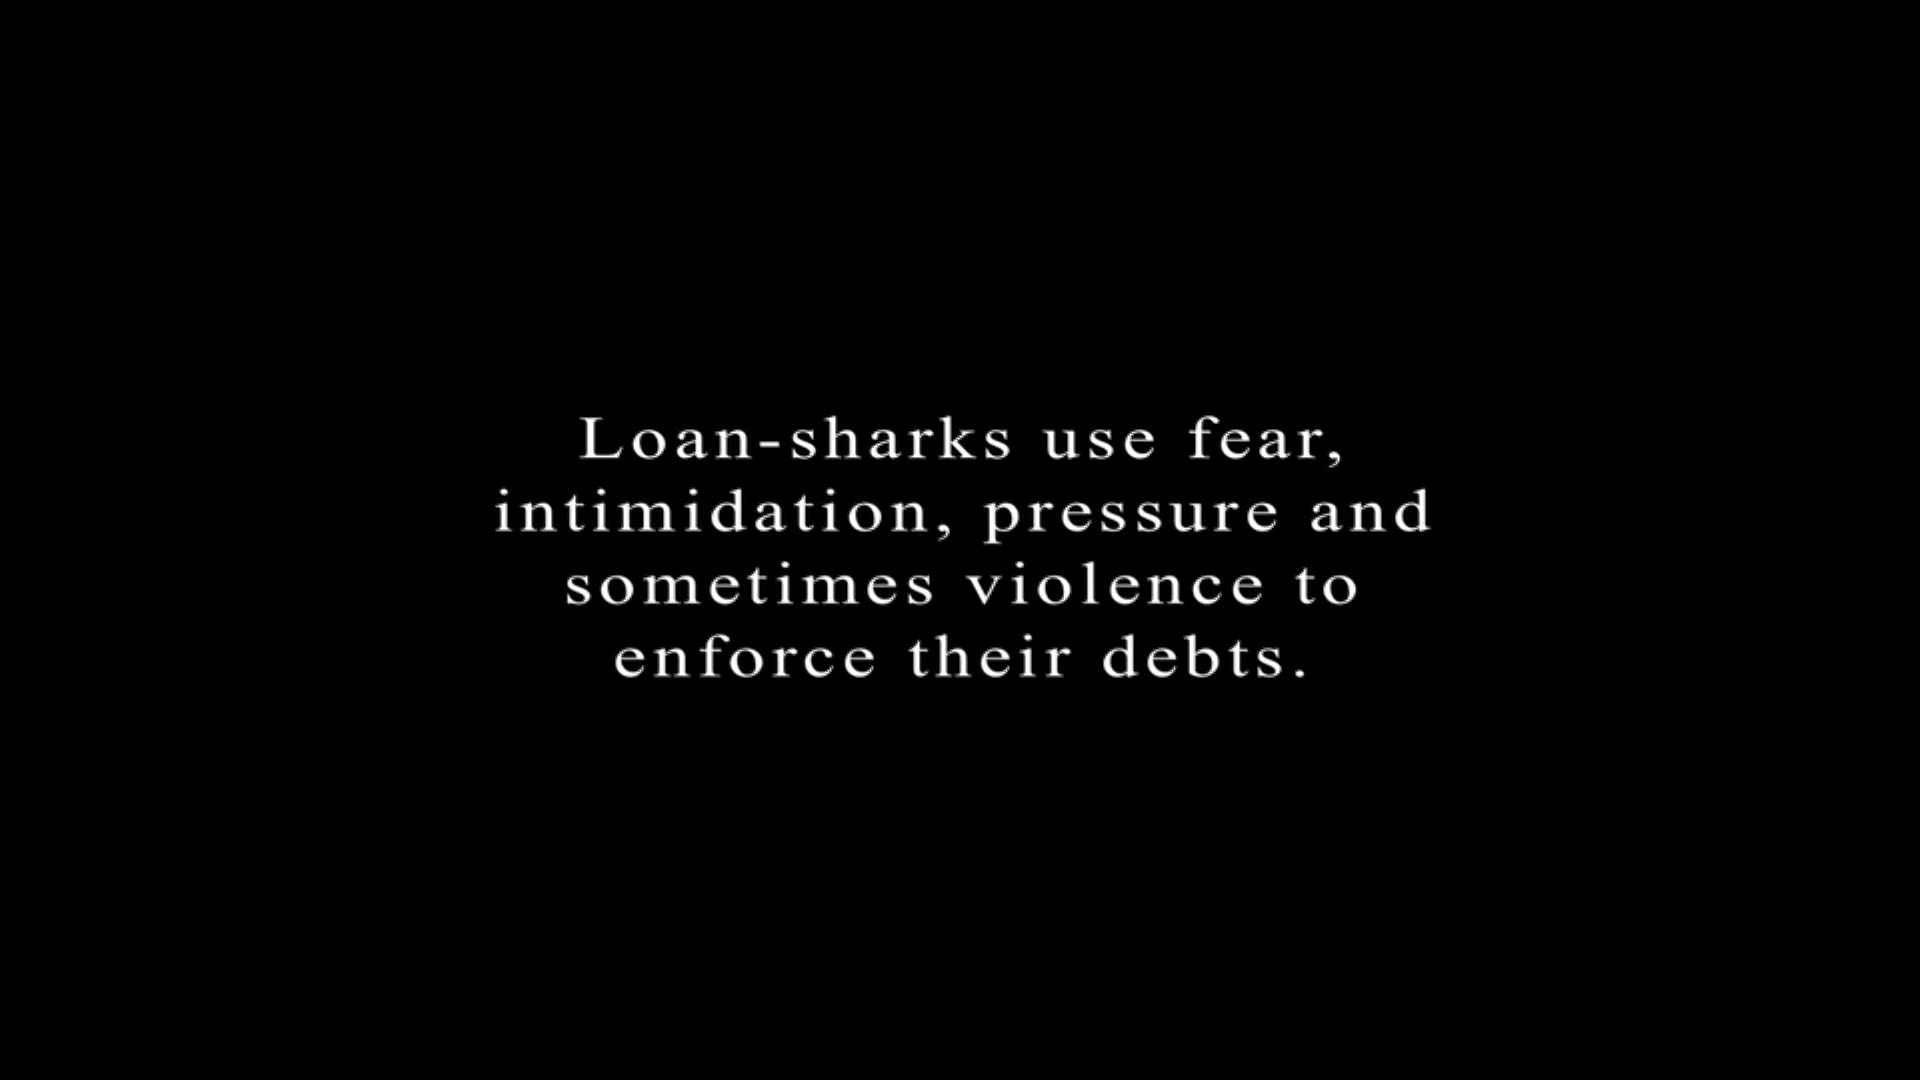 Loan-sharks use fear,
intimidation, pressure and
sometimes violence to
enforce their debts.